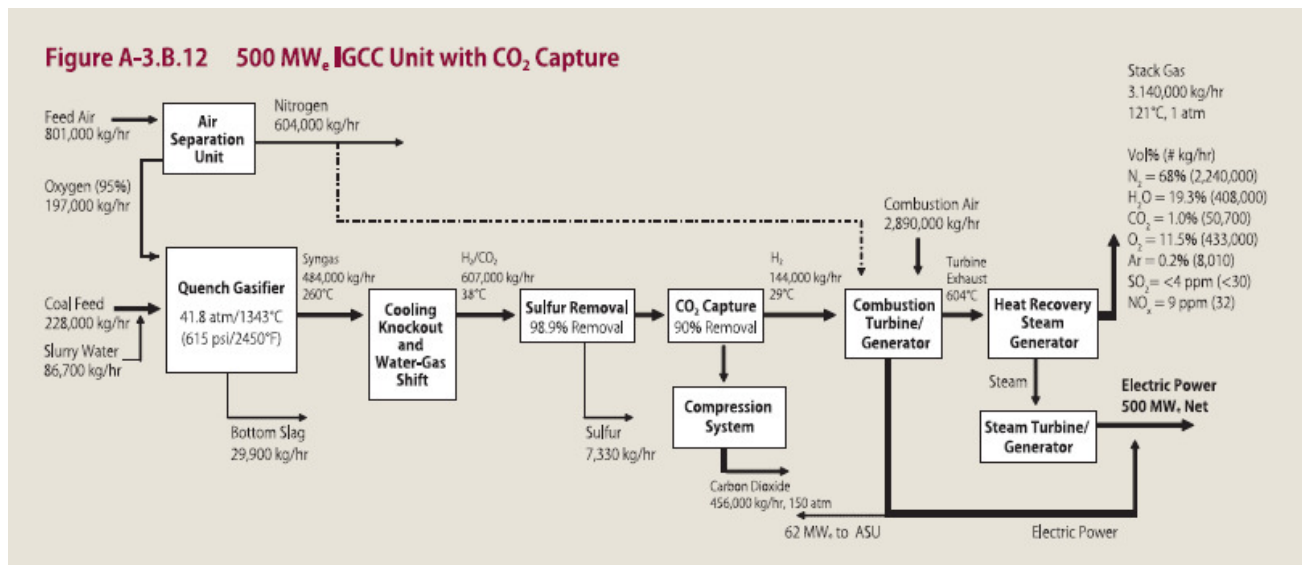 Figure A-3.B.12 500 MWe IGCC Unit with CO2 Capture
Feed Air
801,000 kg/hr
Air
Separation
Unit
Nitrogen
604,000 kg/hr
Oxygen (95%)
197,000 kg/hr
Coal Feed
228,000 kg/hr
Slurry Water
86,700 kg/hr
Quench Gasifier
41.8 atm/1343°C
(615 psi/2450°F)
Bottom Slag
29,900 kg/hr
Syngas
484,000 kg/hr
260°C
Cooling
Knockout
and
Water-Gas
Shift
H2/CO2
607,000 kg/hr
38°C
Sulfur Removal
98.9% Removal
Sulfur
7,330 kg/hr
CO2 Capture
90% Removal
Compression
System
Carbon Dioxide
456,000 kg/hr, 150 atm
H2
144,000 kg/hr
29°C
Combustion Air
2,890,000 kg/hr
Combustion
Turbine/
Generator
62 MWe to ASU
Turbine
Exhaust
604°C
Heat Recovery
Steam
Generator
Steam
Steam Turbine/
Generator
Electric Power
Electric Power
500 MWe Net
Stack Gas
3.140,000 kg/hr
121°C, 1 atm
Vol% (# kg/hr)
N2 = 68% (2,240,000)
H2O = 19.3% (408,000)
CO2 = 1.0% (50,700)
O2 = 11.5% (433,000)
Ar = 0.2% (8,010)
SO2 = <4 ppm (<30)
NOx = 9 ppm (32)